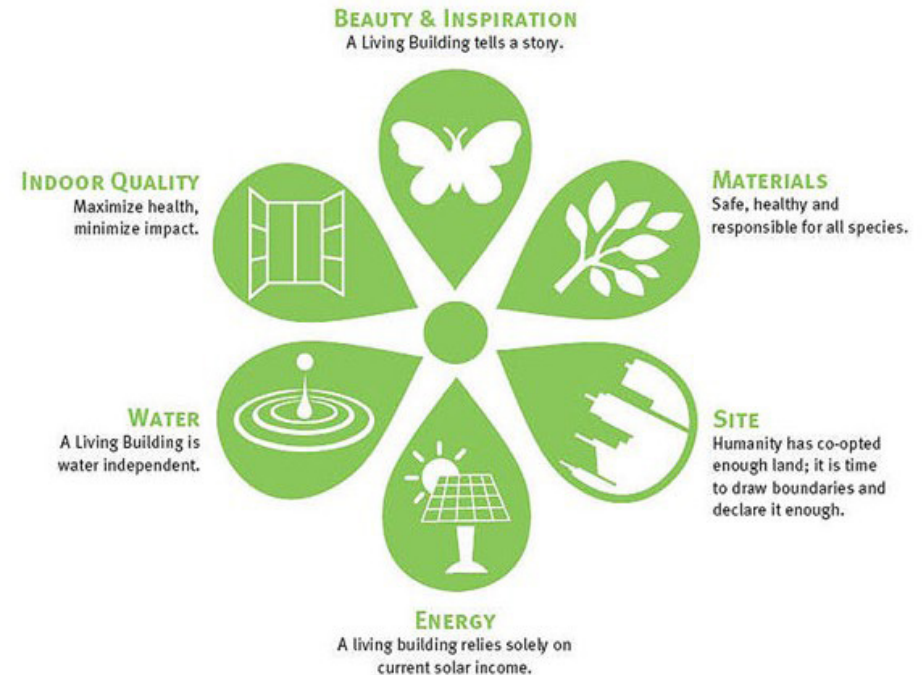 BEAUTY & INSPIRATION
A Living Building tells a story.
INDOOR QUALITY
Maximize health,
minimize impact.
MATERIALS
Safe, healthy and
responsible for all species.
WATER
A Living Building is
water independent.
SITE
Humanity has co-opted
enough land; it is time
to draw boundaries and
declare it enough.
ENERGY
A living building relies solely on
current solar income.